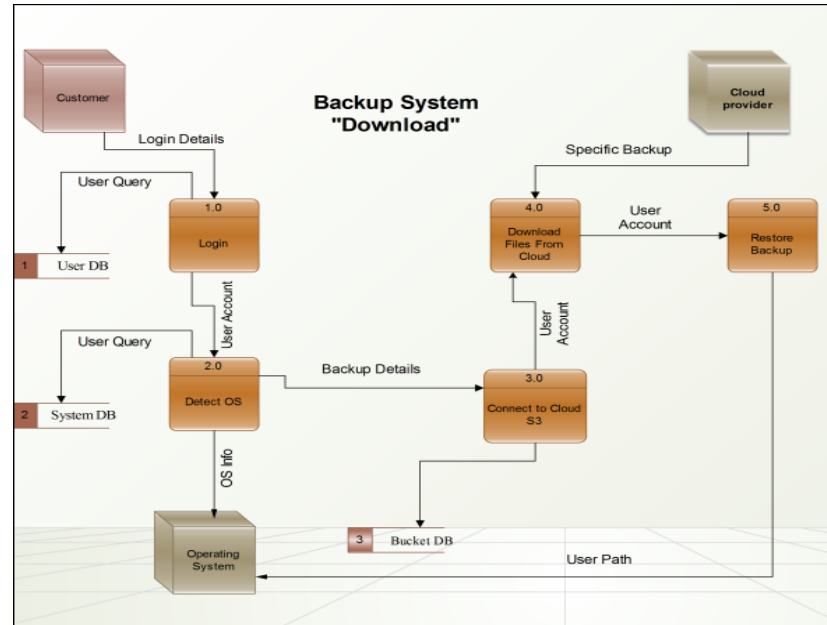 Customer
Cloud
provider
Backup System
"Download"
Login Details
Specific Backup
User Query
1.0
Login
4.0
Download
Files From
Cloud
User
Account
5.0
Restore
Backup
1
User DB
User Account
User
Account
User Query
2.0
Detect OS
Backup Details
3.0
Connect to Cloud
S3
2
System DB
OS Info
3
Bucket DB
Operating
System
User Path